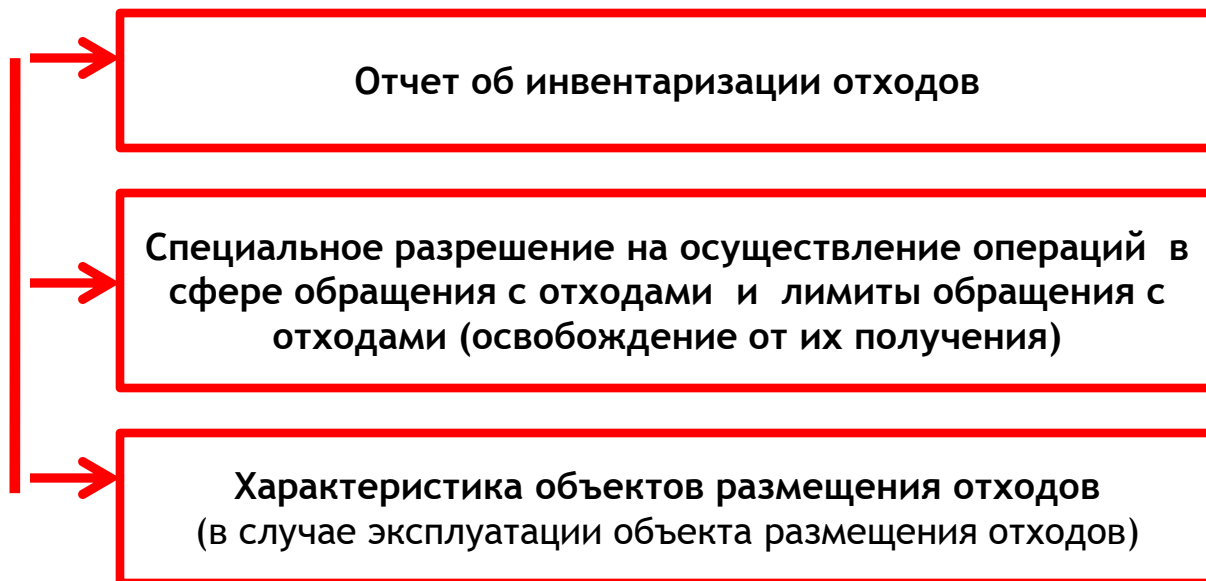 Отчет об инвентаризации отходов
Специальное разрешение на осуществление операций в
сфере обращения с отходами и лимиты обращения с
отходами (освобождение от их получения)
Характеристика объектов размещения отходов
(в случае эксплуатации объекта размещения отходов)